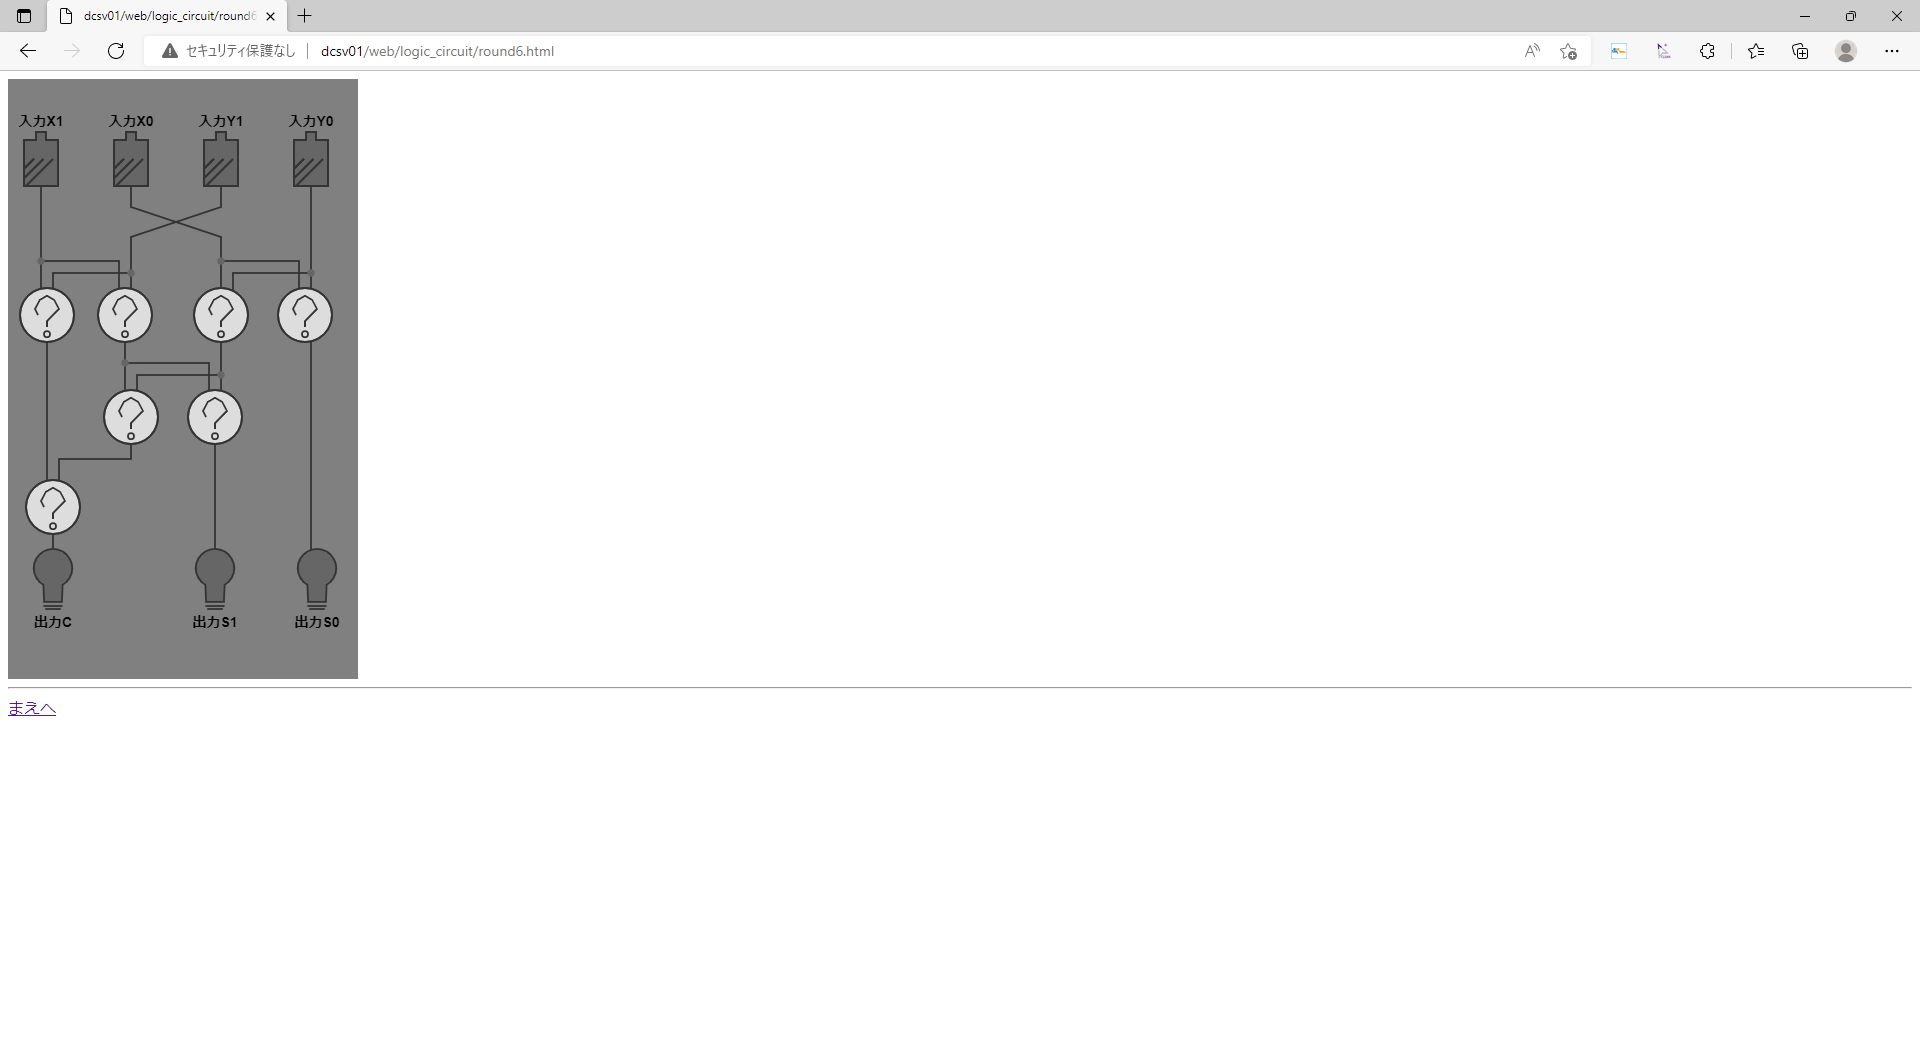 dcsv01/web/logic_circuit/round6
セキュリティ保護なし
dcsv01/web/logic_circuit/round6.html
入力X1 入力X0 入力Y1 入力Y0
出力C 出力S1 出力S0
まえへ